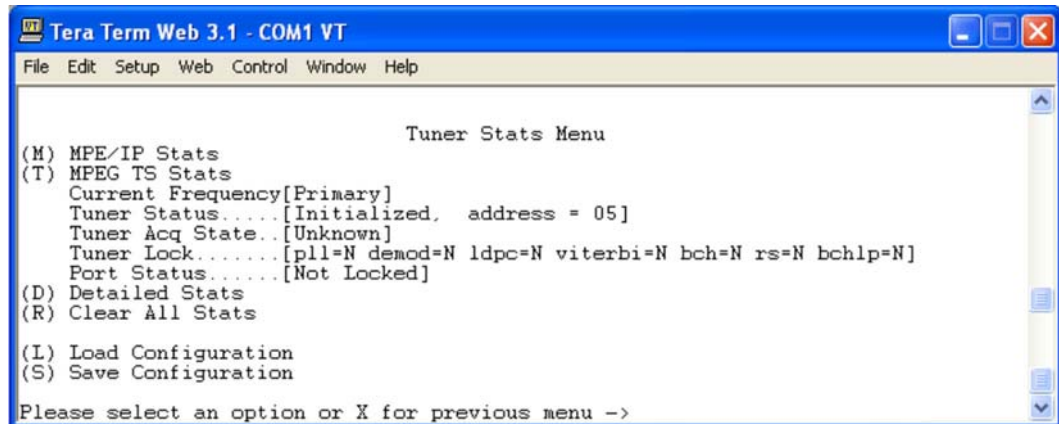 Tera Term Web 3.1 - COM1 VT
File Edit Setup Web Control Window Help
Tuner Stats Menu
(M) MPE/IP Stats
(T) MPEG TS Stats
Current Frequency[Primary]
Tuner Status.....[Initialized, address = 05]
Tuner Acq State..[Unknown]
Tuner Lock.......[pll=N demod=N ldpc=N viterbi=N bch=N rs=N bchlp=N]
Port Status......[Not Locked]
(D) Detailed Stats
(R) Clear All Stats
(L) Load Configuration
(S) Save Configuration
Please select an option or X for previous menu ->